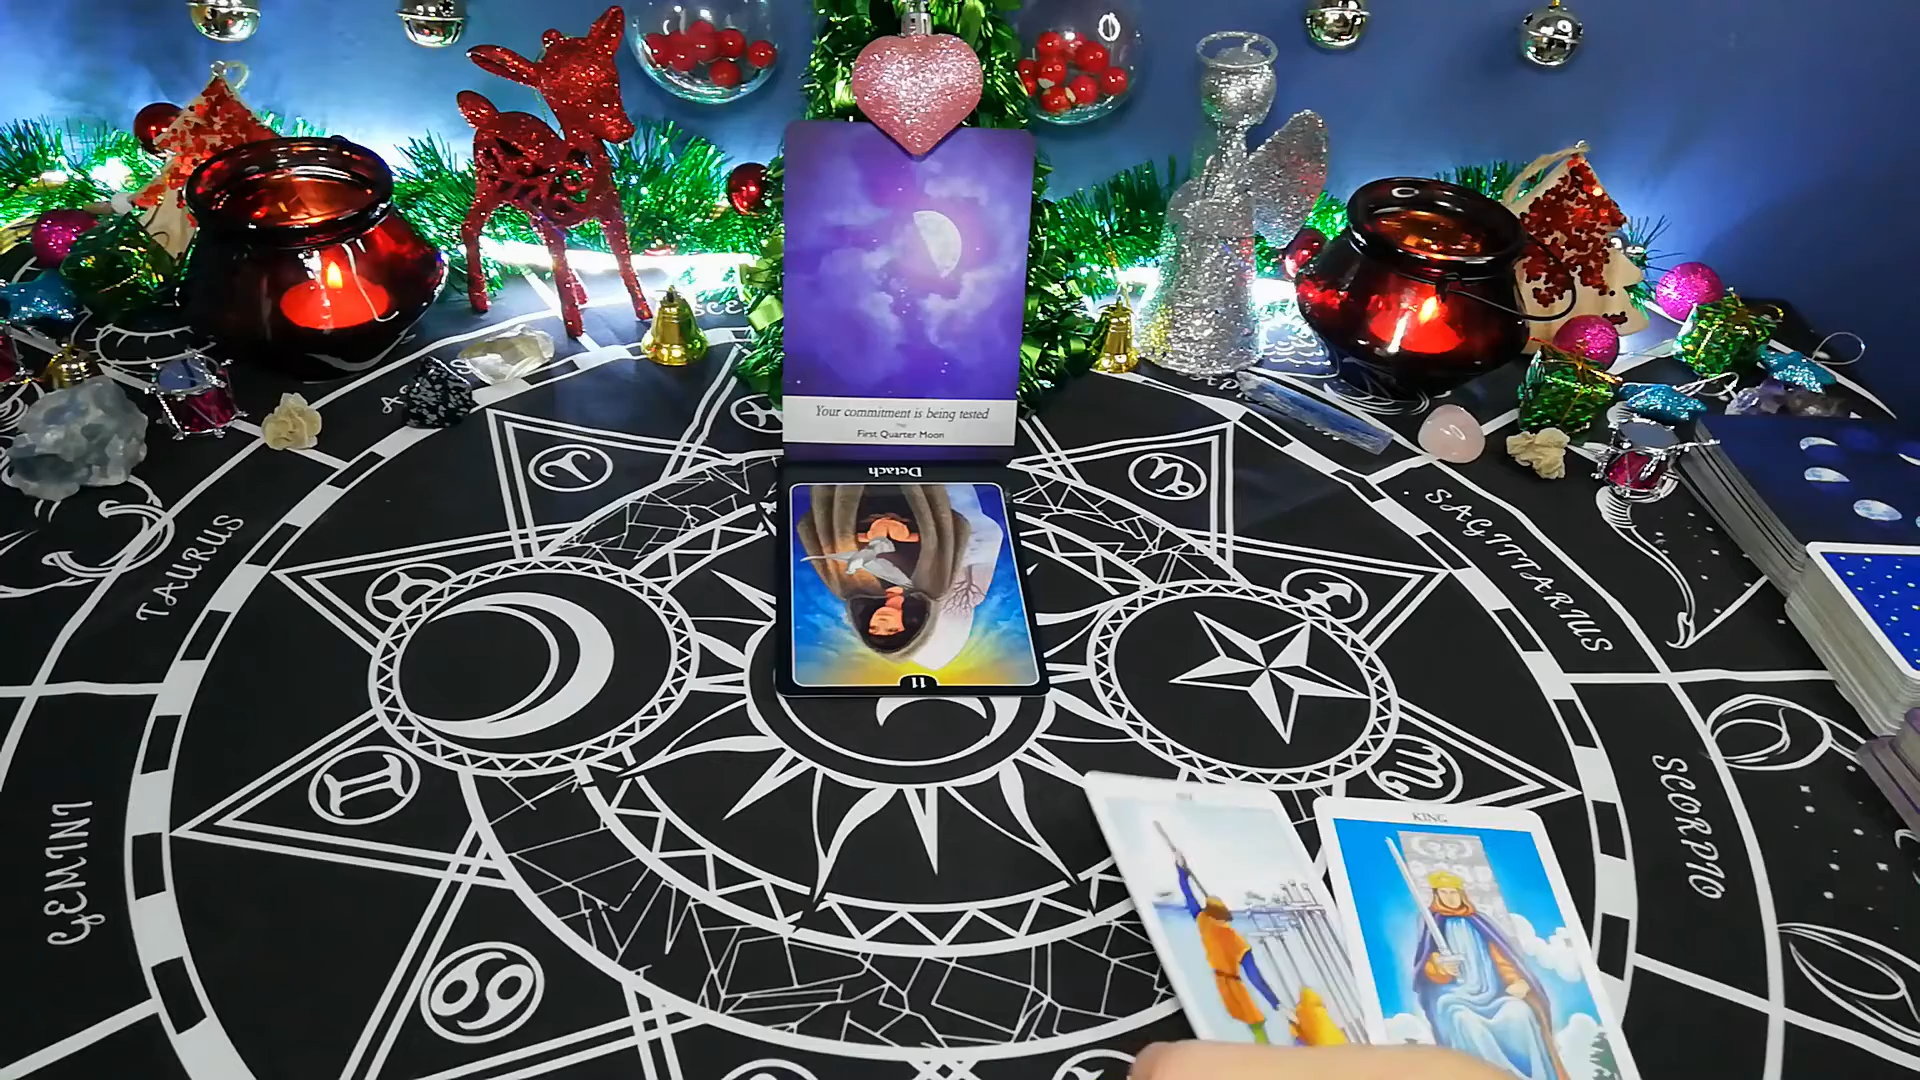 Your commitment is being tested
First Quarter Moon
Detach
11
TAURUS
SAGITTARIUS
GEMINI
SCORPIO
KING